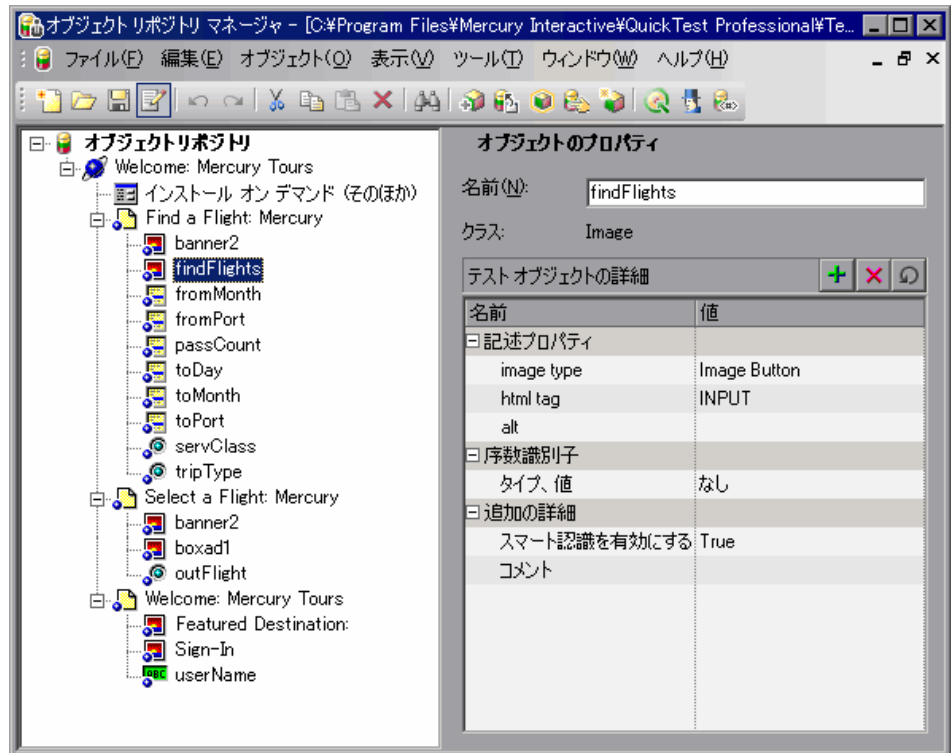 オブジェクト リポジトリ マネージャ - [C:¥Program Files¥Mercury Interactive¥QuickTest Professional¥Te...
ファイル(F) 編集(E) オブジェクト(O) 表示(V) ツール(T) ウィンドウ(W) ヘルプ(H)
オブジェクトリポジトリ
Welcome: Mercury Tours
インストール オン デマンド (そのほか)
Find a Flight: Mercury
banner2
findFlights
fromMonth
fromPort
passCount
toDay
toMonth
toPort
servClass
tripType
Select a Flight: Mercury
banner2
boxad1
outFlight
Welcome: Mercury Tours
Featured Destination:
Sign-In
ABC userName
オブジェクトのプロパティ
名前(N): findFlights
クラス: Image
テスト オブジェクトの詳細
名前 値
記述プロパティ
image type Image Button
html tag INPUT
alt
序数識別子
タイプ、値 なし
追加の詳細
スマート認識を有効にする True
コメント